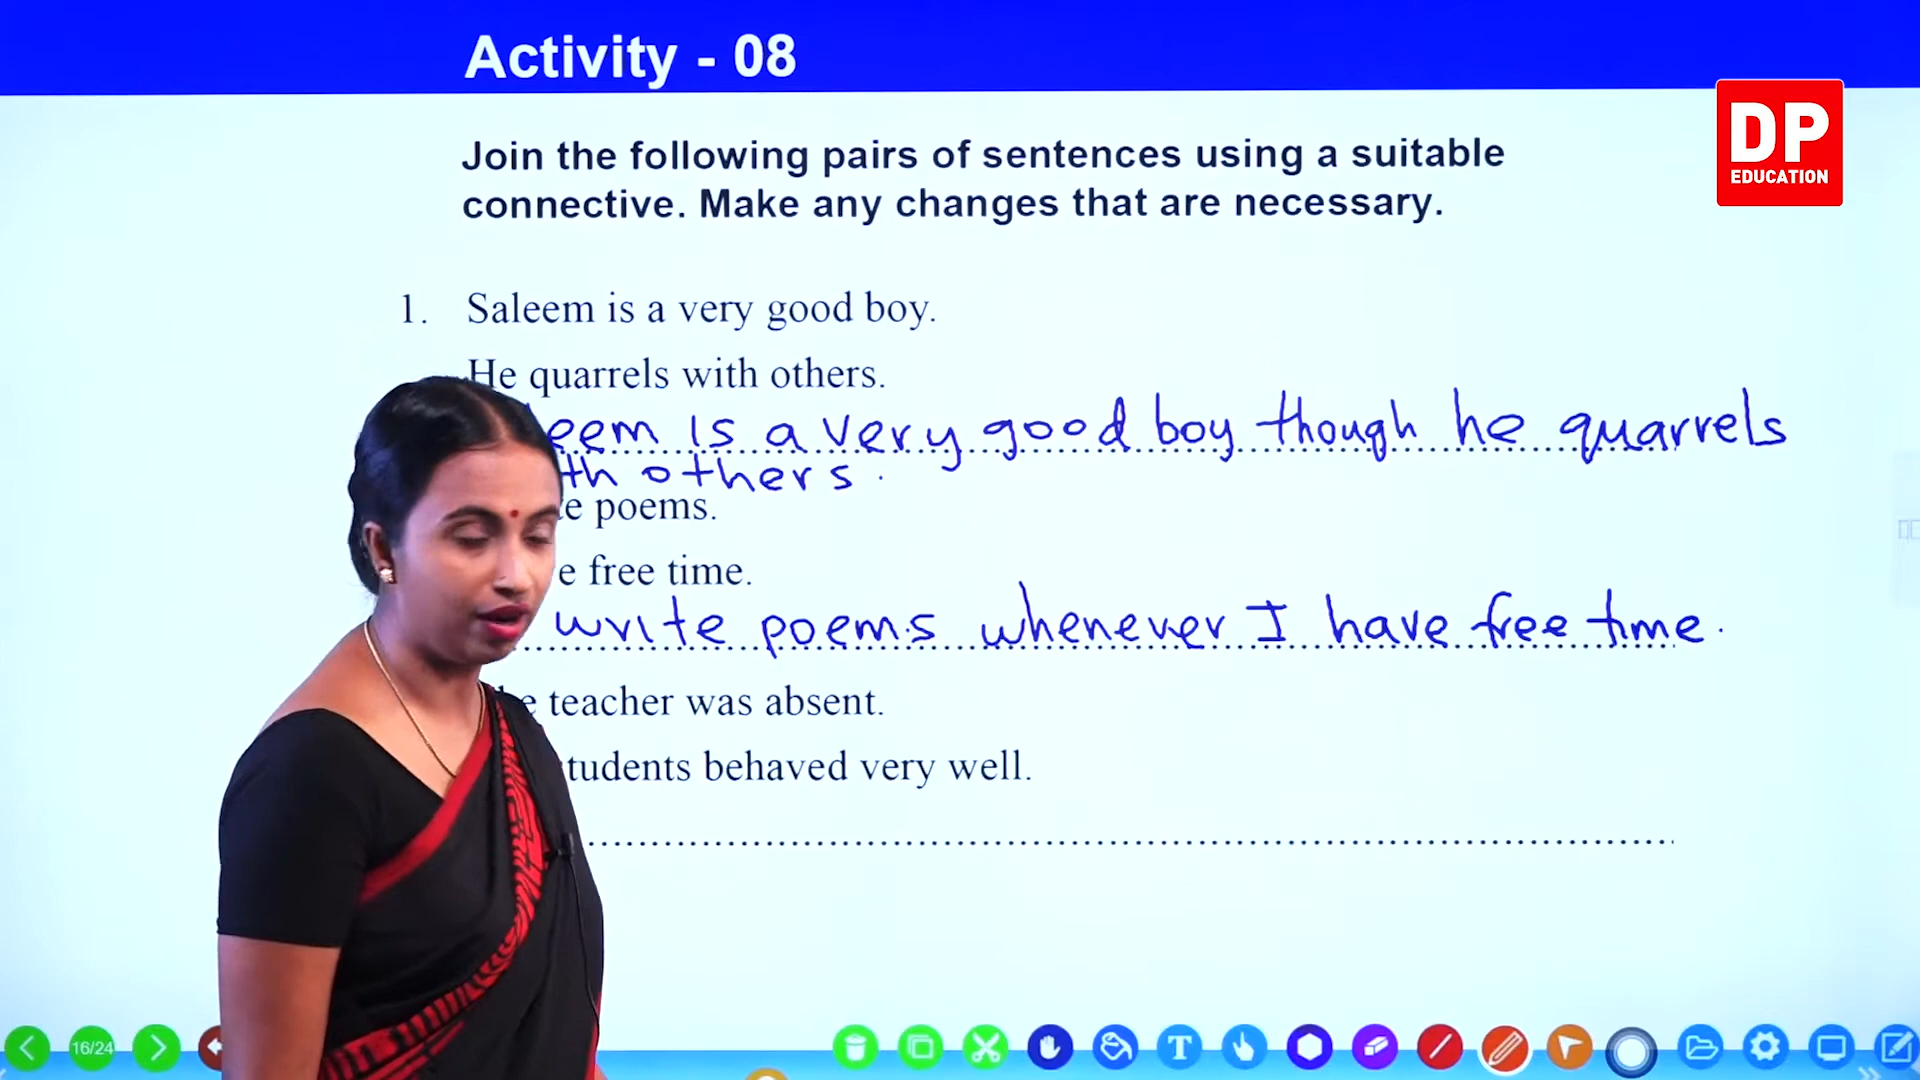 Activity - 08
DP
EDUCATION
Join the following pairs of sentences using a suitable
connective. Make any changes that are necessary.
1. Saleem is a very good boy.
He quarrels with others.
is a very good boy though he quarrels
others.
poems.
free time.
write poems whenever I have free time.
teacher was absent.
students behaved very well.
16/24
T